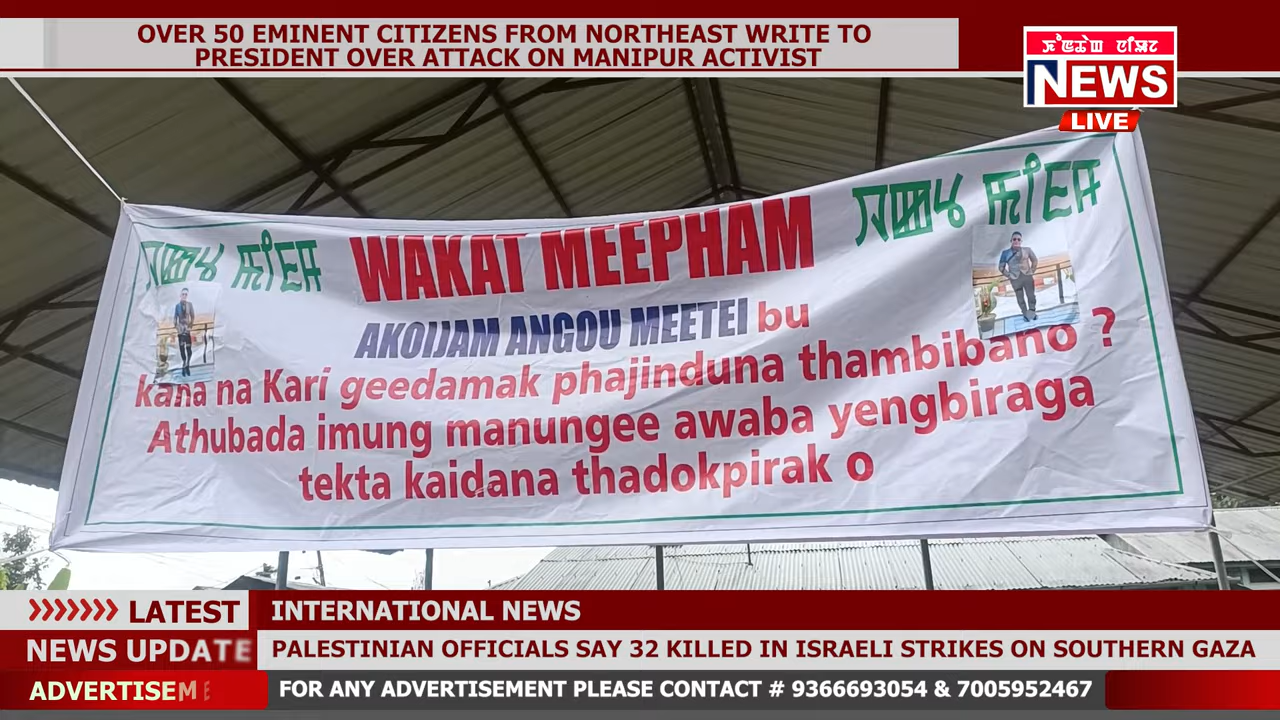 OVER 50 EMINENT CITIZENS FROM NORTHEAST WRITE TO
PRESIDENT OVER ATTACK ON MANIPUR ACTIVIST
NEWS
LIVE
WAKAT MEEPHAM
AKOIJAM ANGOU MEETEI bu
kana na Kari geedamak phajinduna thambibano ?
Athubada imung manungee awaba yengbiraga
tekta kaidana thadokpirak o
LATEST
INTERNATIONAL NEWS
NEWS UPDATE
PALESTINIAN OFFICIALS SAY 32 KILLED IN ISRAELI STRIKES ON SOUTHERN GAZA
ADVERTISEME
FOR ANY ADVERTISEMENT PLEASE CONTACT # 9366693054 & 7005952467